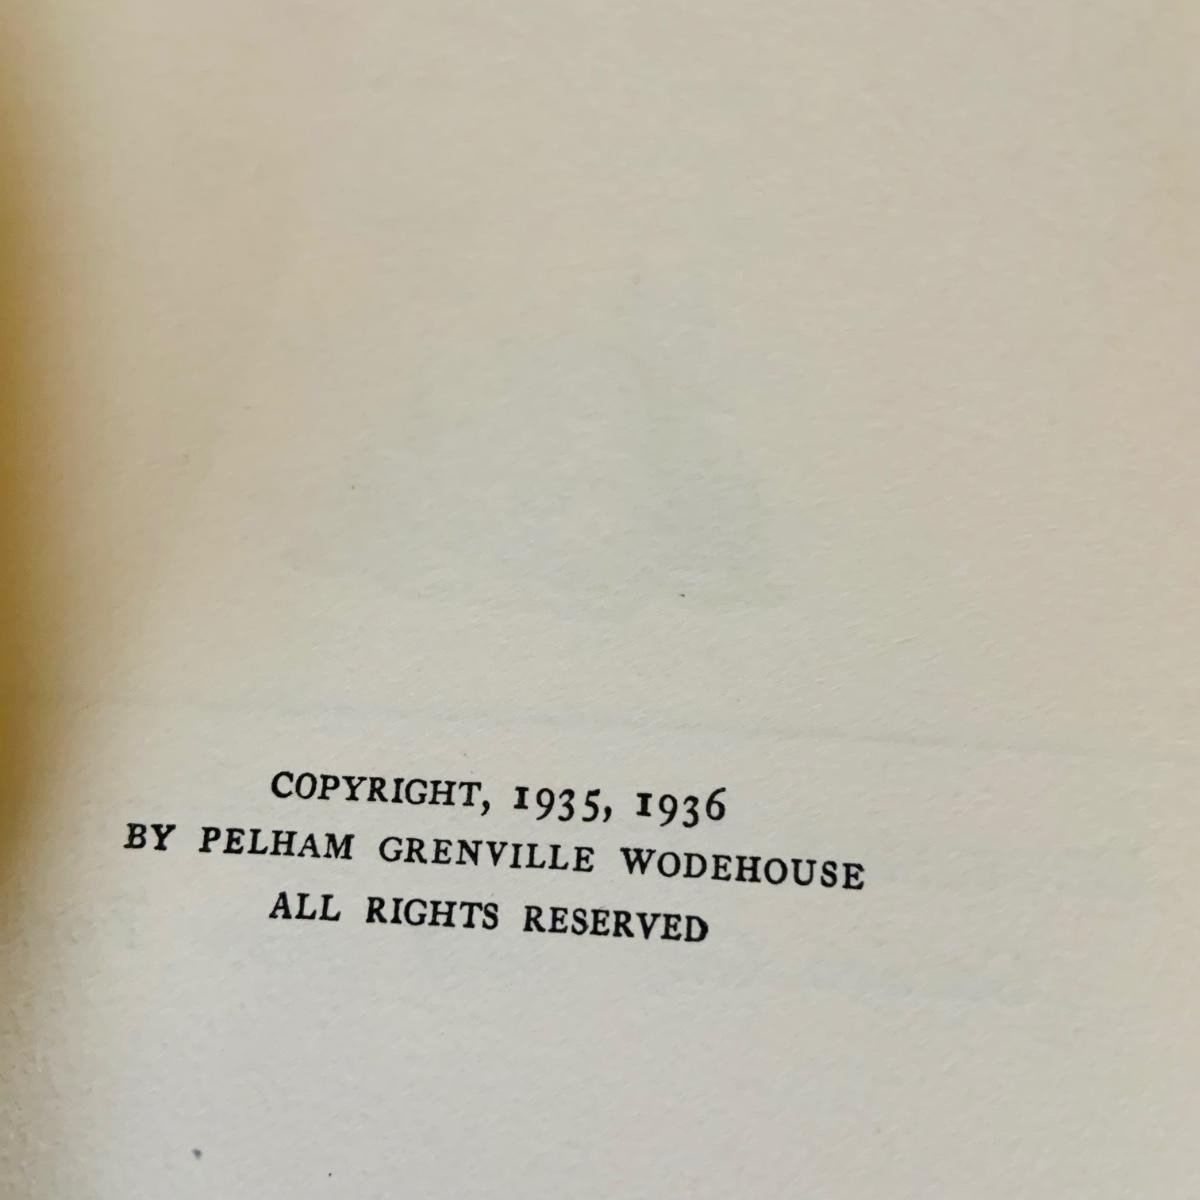 COPYRIGHT, 1935, 1936
BY PELHAM GRENVILLE WODEHOUSE
ALL RIGHTS RESERVED